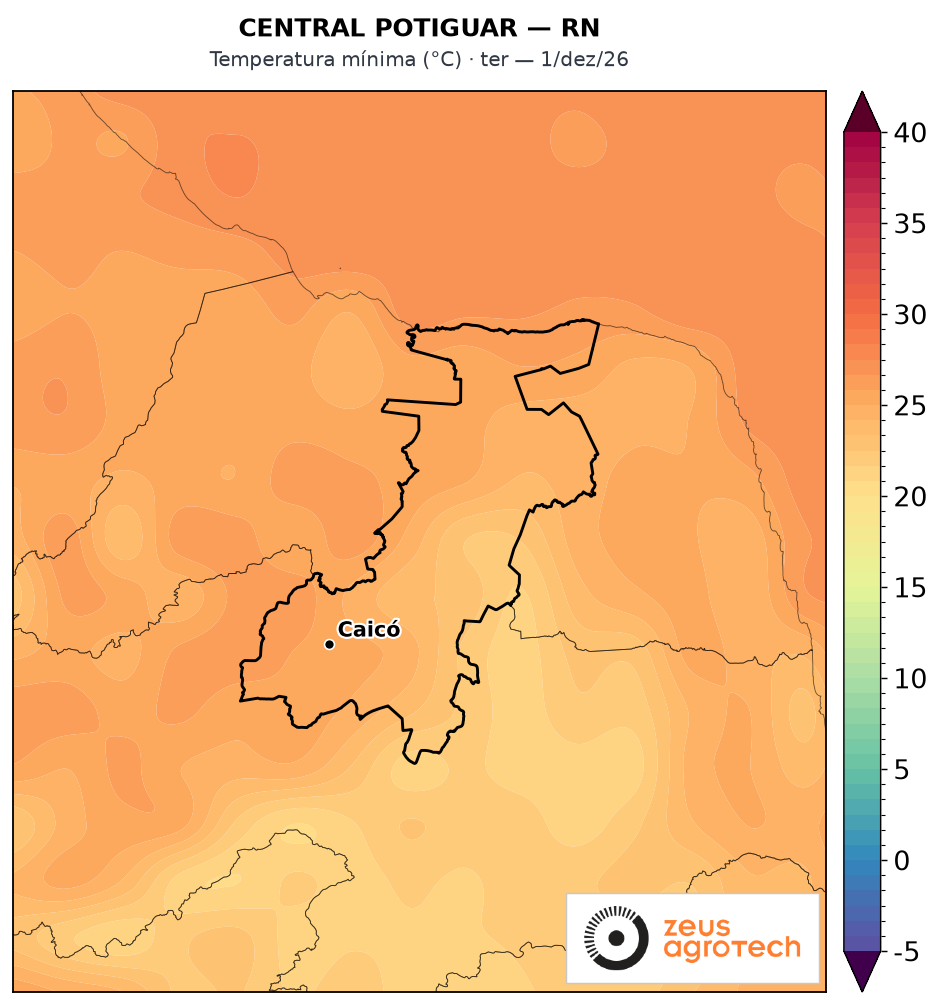 CENTRAL POTIGUAR — RN
Temperatura mínima (°C) · ter — 1/dez/26
40
35
30
25
20
15
10
5
0
-5
Caicó
zeus
agrotech